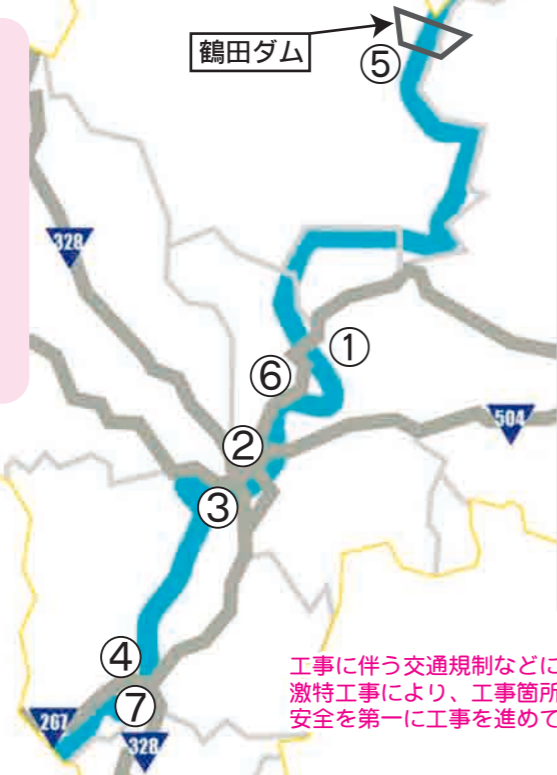 鶴田ダム
⑤
328
①
⑥
504
②
③
④
⑦
267
328
工事に伴う交通規制などに
激特工事により、工事箇所
安全を第一に工事を進めて